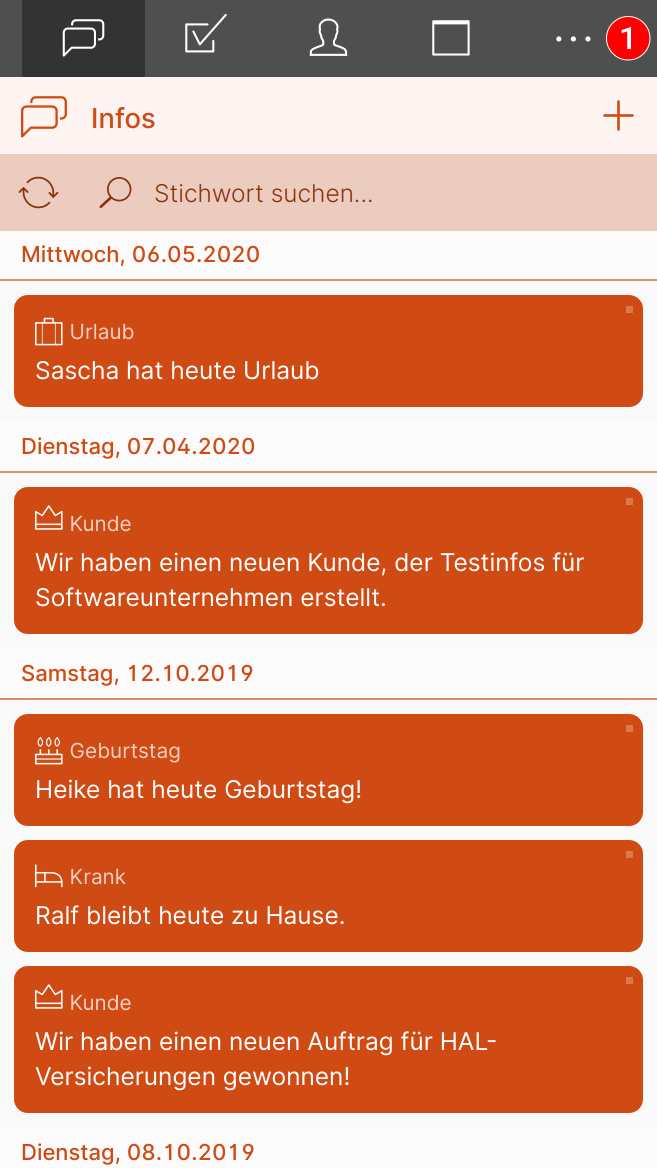 1
Infos
Stichwort suchen...
Mittwoch, 06.05.2020
Urlaub
Sascha hat heute Urlaub
Dienstag, 07.04.2020
Kunde
Wir haben einen neuen Kunde, der Testinfos für
Softwareunternehmen erstellt.
Samstag, 12.10.2019
Geburtstag
Heike hat heute Geburtstag!
Krank
Ralf bleibt heute zu Hause.
Kunde
Wir haben einen neuen Auftrag für HAL-
Versicherungen gewonnen!
Dienstag, 08.10.2019